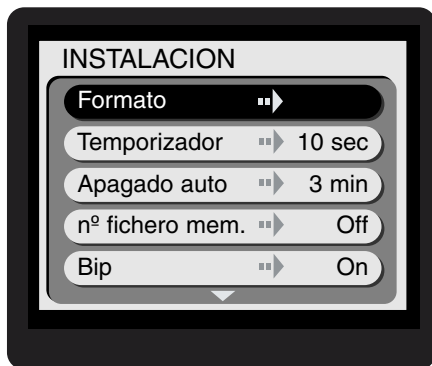 INSTALACION
Formato
Temporizador 10 sec
Apagado auto 3 min
nº fichero mem. Off
Bip On